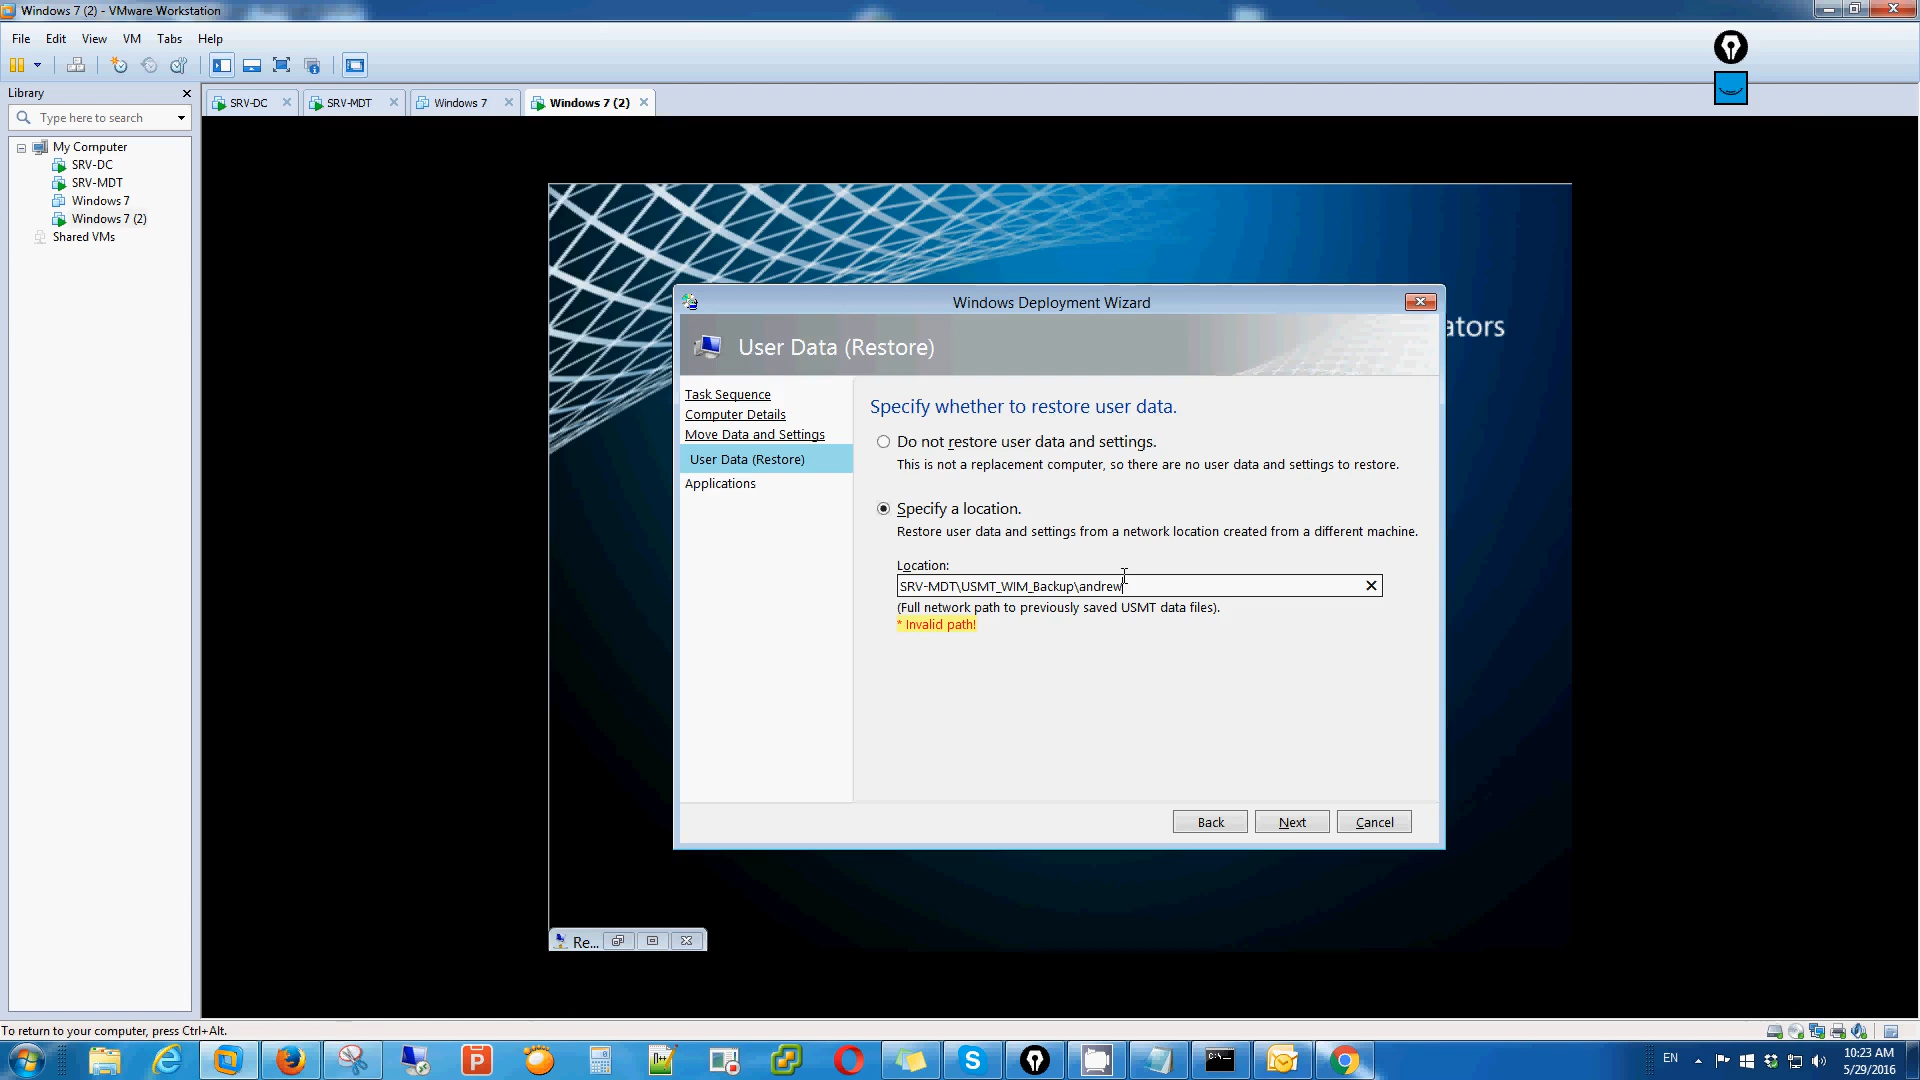 Windows 7 (2) - VMware Workstation
File Edit View VM Tabs Help
Library
Type here to search
My Computer
SRV-DC
SRV-MDT
Windows 7
Windows 7 (2)
Shared VMs
SRV-DC SRV-MDT Windows 7 Windows 7 (2)
ators
Windows Deployment Wizard
User Data (Restore)
Task Sequence
Computer Details
Move Data and Settings
User Data (Restore)
Applications
Specify whether to restore user data.
Do not restore user data and settings.
This is not a replacement computer, so there are no user data and settings to restore.
Specify a location.
Restore user data and settings from a network location created from a different machine.
Location:
SRV-MDT\USMT_WIM_Backup\andrew
(Full network path to previously saved USMT data files).
* Invalid path!
Back Next Cancel
Re...
To return to your computer, press Ctrl+Alt.
EN
10:23 AM
5/29/2016